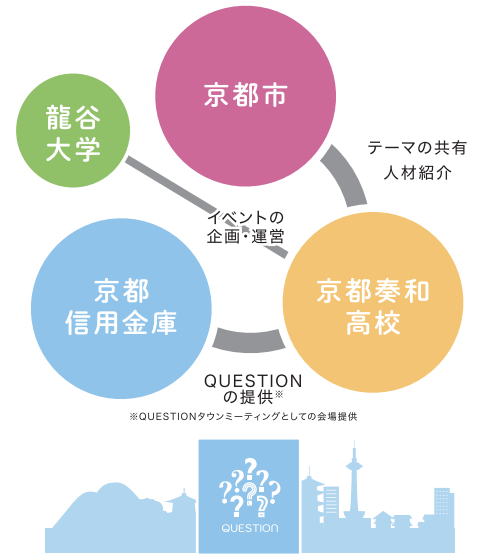 京都市
龍谷
大学
テーマの共有
人材紹介
イベントの
企画・運営
京都
信用金庫
京都奏和
高校
QUESTION
の提供※
※QUESTIONタウンミーティングとしての会場提供
? ? ? ? ? ? ? ? ?
QUESTION